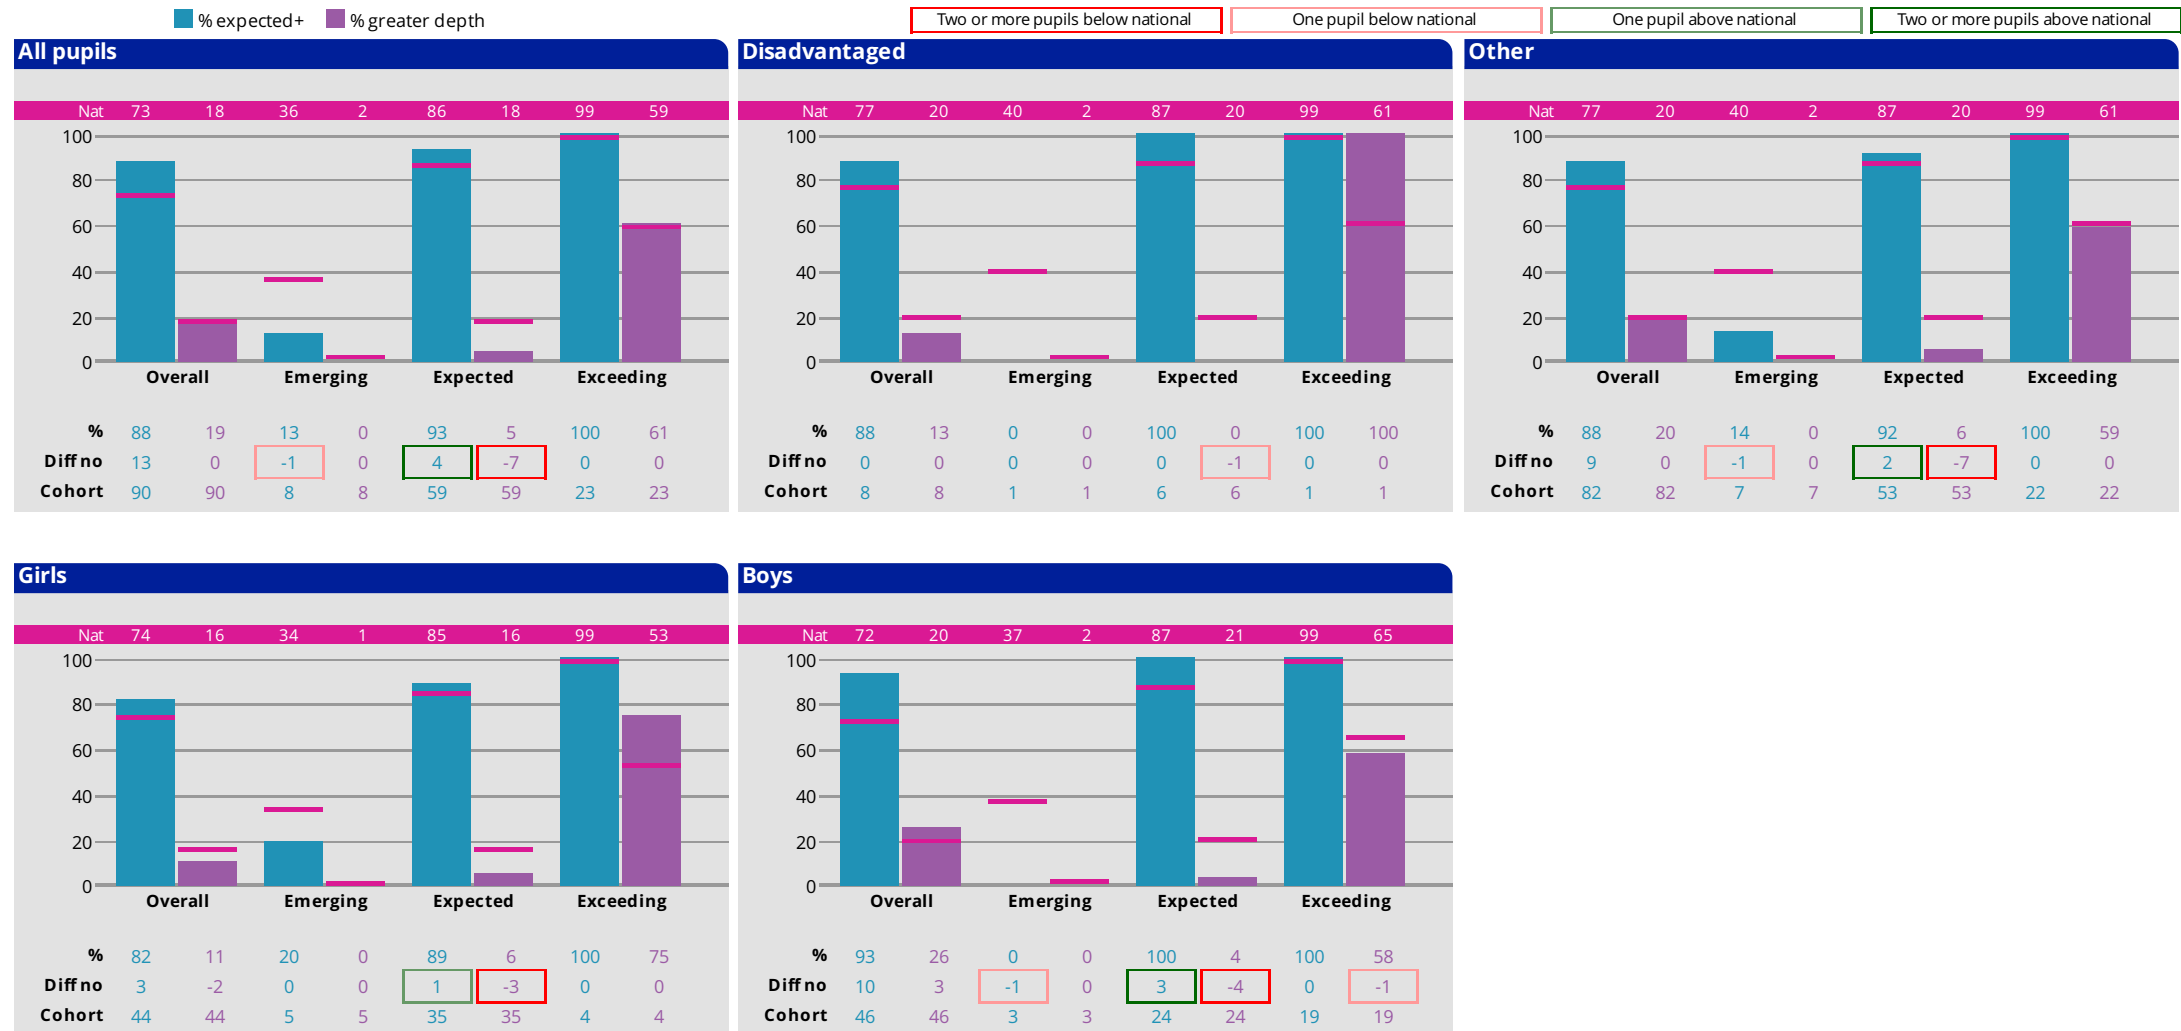 % expected+ % greater depth Two or more pupils below national One pupil below national One pupil above national Two or more pupils above national
All pupils
Nat 73 18 36 2 86 18 99 59
100
80
60
40
20
0
Overall Emerging Expected Exceeding
% 88 19 13 0 93 5 100 61
Diff no 13 0 -1 0 4 -7 0 0
Cohort 90 90 8 8 59 59 23 23
Disadvantaged
Nat 77 20 40 2 87 20 99 61
100
80
60
40
20
0
Overall Emerging Expected Exceeding
% 88 13 0 0 100 0 100 100
Diff no 0 0 0 0 0 -1 0 0
Cohort 8 8 1 1 6 6 1 1
Other
Nat 77 20 40 2 87 20 99 61
100
80
60
40
20
0
Overall Emerging Expected Exceeding
% 88 20 14 0 92 6 100 59
Diff no 9 0 -1 0 2 -7 0 0
Cohort 82 82 7 7 53 53 22 22
Girls
Nat 74 16 34 1 85 16 99 53
100
80
60
40
20
0
Overall Emerging Expected Exceeding
% 82 11 20 0 89 6 100 75
Diff no 3 -2 0 0 1 -3 0 0
Cohort 44 44 5 5 35 35 4 4
Boys
Nat 72 20 37 2 87 21 99 65
100
80
60
40
20
0
Overall Emerging Expected Exceeding
% 93 26 0 0 100 4 100 58
Diff no 10 3 -1 0 3 -4 0 -1
Cohort 46 46 3 3 24 24 19 19